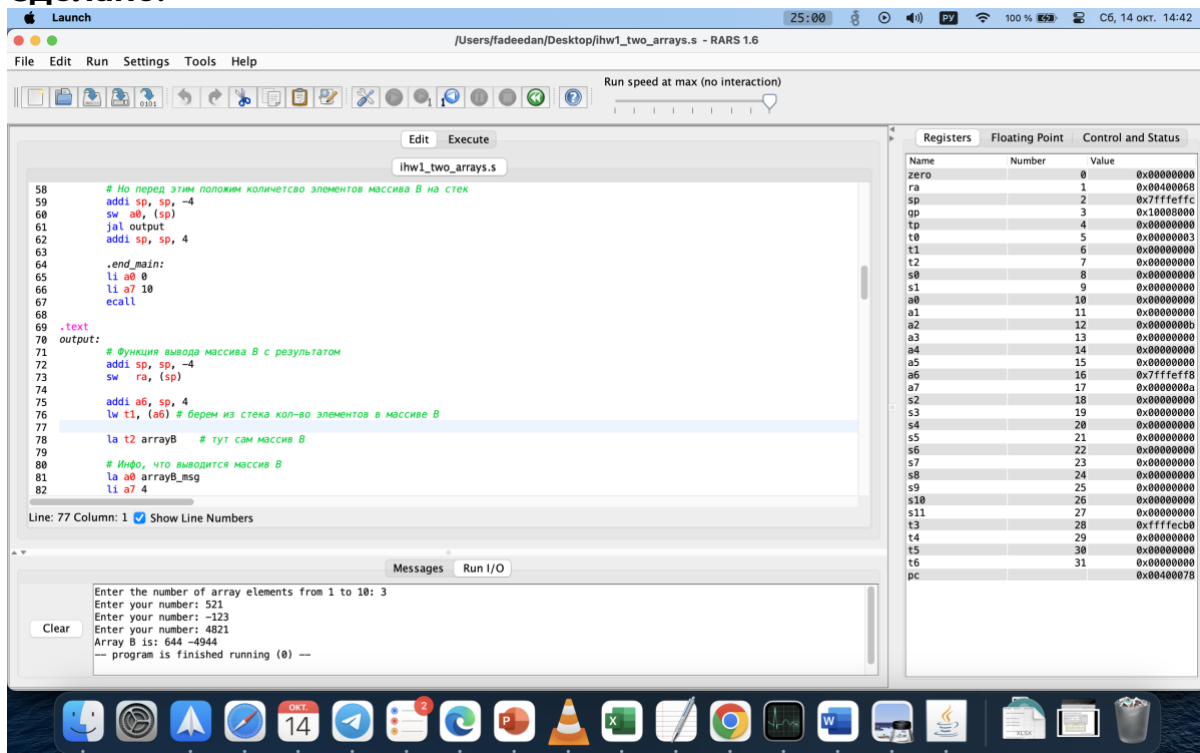 сделано:
Launch 25:00 РУ 100 % Сб, 14 окт. 14:42
/Users/fadeedan/Desktop/ihw1_two_arrays.s - RARS 1.6
File Edit Run Settings Tools Help
Run speed at max (no interaction)
Edit Execute
ihw1_two_arrays.s
58 # Но перед этим положим количетсво элементов массива B на стек
59 addi sp, sp, -4
60 sw a0, (sp)
61 jal output
62 addi sp, sp, 4
63
64 .end_main:
65 li a0 0
66 li a7 10
67 ecall
68
69 .text
70 output:
71 # Функция вывода массива B с результатом
72 addi sp, sp, -4
73 sw ra, (sp)
74
75 addi a6, sp, 4
76 lw t1, (a6) # берем из стека кол-во элементов в массиве B
77
78 la t2 arrayB # тут сам массив B
79
80 # Инфо, что выводится массив B
81 la a0 arrayB_msg
82 li a7 4
Line: 77 Column: 1 Show Line Numbers
Messages Run I/O
Clear
Enter the number of array elements from 1 to 10: 3
Enter your number: 521
Enter your number: -123
Enter your number: 4821
Array B is: 644 -4944
-- program is finished running (0) --
Registers Floating Point Control and Status
Name Number Value
zero 0 0x00000000
ra 1 0x00400068
sp 2 0x7fffeffc
gp 3 0x10008000
tp 4 0x00000000
t0 5 0x00000003
t1 6 0x00000000
t2 7 0x00000000
s0 8 0x00000000
s1 9 0x00000000
a0 10 0x00000000
a1 11 0x00000000
a2 12 0x0000000b
a3 13 0x00000000
a4 14 0x00000000
a5 15 0x00000000
a6 16 0x7fffeff8
a7 17 0x0000000a
s2 18 0x00000000
s3 19 0x00000000
s4 20 0x00000000
s5 21 0x00000000
s6 22 0x00000000
s7 23 0x00000000
s8 24 0x00000000
s9 25 0x00000000
s10 26 0x00000000
s11 27 0x00000000
t3 28 0xffffecb0
t4 29 0x00000000
t5 30 0x00000000
t6 31 0x00000000
pc 0x00400078
ОКТ.
14
2
P
X
W
XLSX